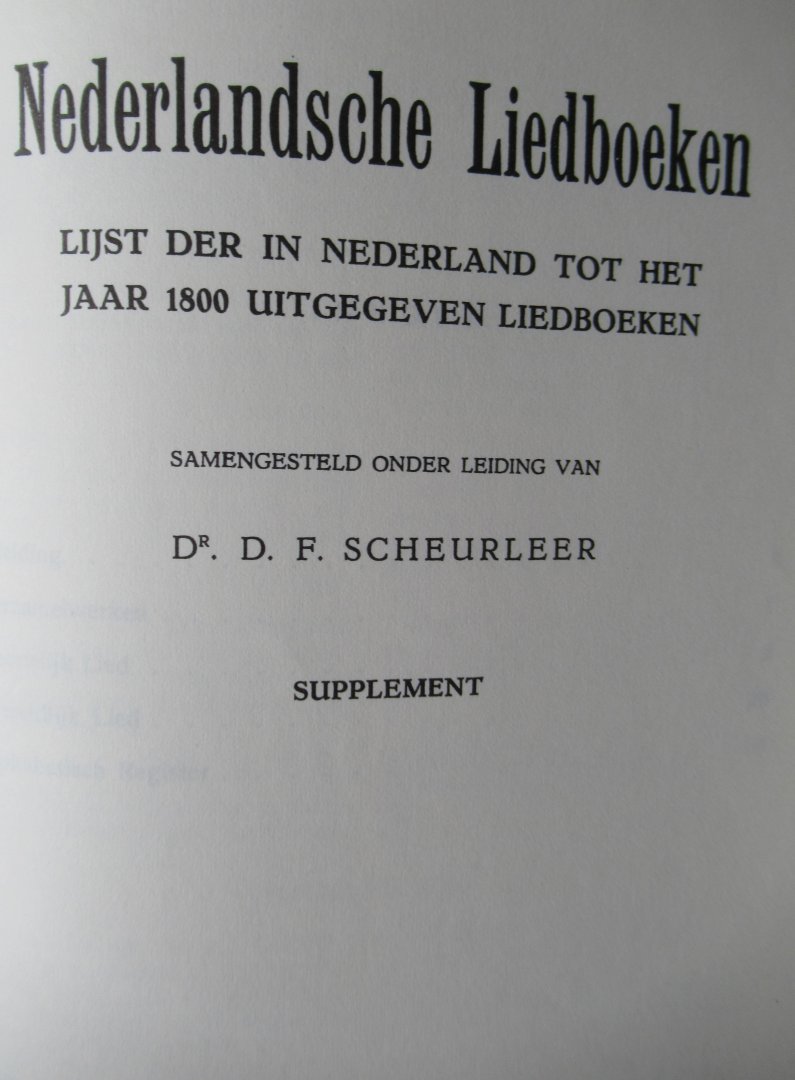 Nederlandsche Liedboeken
LIJST DER IN NEDERLAND TOT HET
JAAR 1800 UITGEGEVEN LIEDBOEKEN
SAMENGESTELD ONDER LEIDING VAN
DR. D. F. SCHEURLEER
SUPPLEMENT